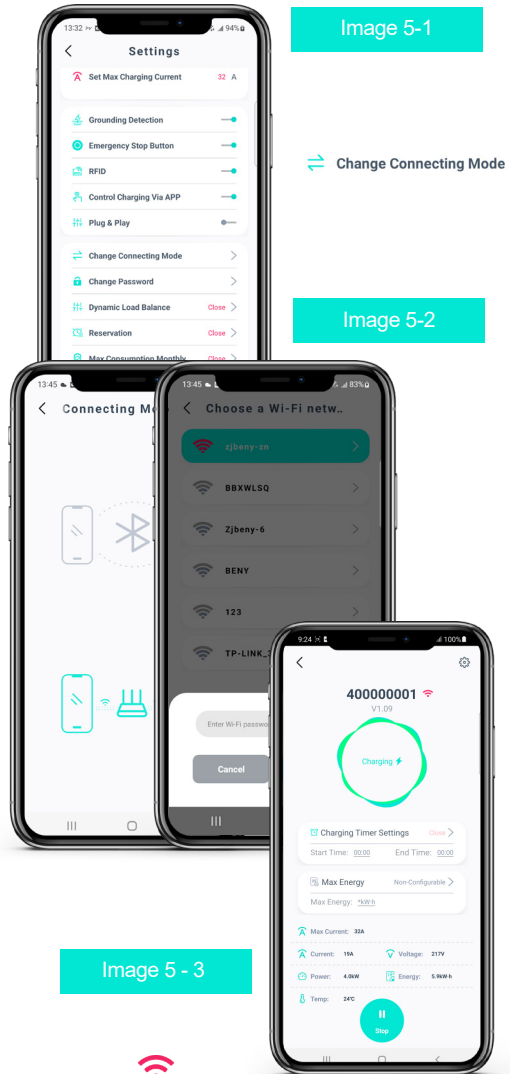 Image 5-1
13:32
94%
Settings
Set Max Charging Current 32 A
Grounding Detection
Emergency Stop Button
RFID
Control Charging Via APP
Plug & Play
Change Connecting Mode
Change Password
Dynamic Load Balance Close
Reservation Close
Max Consumption Monthly Close
Change Connecting Mode
Image 5-2
13:45
Connecting
13:45
83%
Choose a Wi-Fi netw..
zjbeny-zn
BBXWLSQ
Zjbeny-6
BENY
123
TP-LINK_
Enter Wi-Fi
Cancel
9:24
100%
400000001
V1.09
Charging
Charging Timer Settings Close
Start Time: 00:00 End Time: 00:00
Max Energy Non-Configurable
Max Energy: *kW·h
Max Current: 32A
Current: 19A Voltage: 217V
Power: 4.0kW Energy: 5.9kW·h
Temp: 24℃
Stop
Image 5 - 3